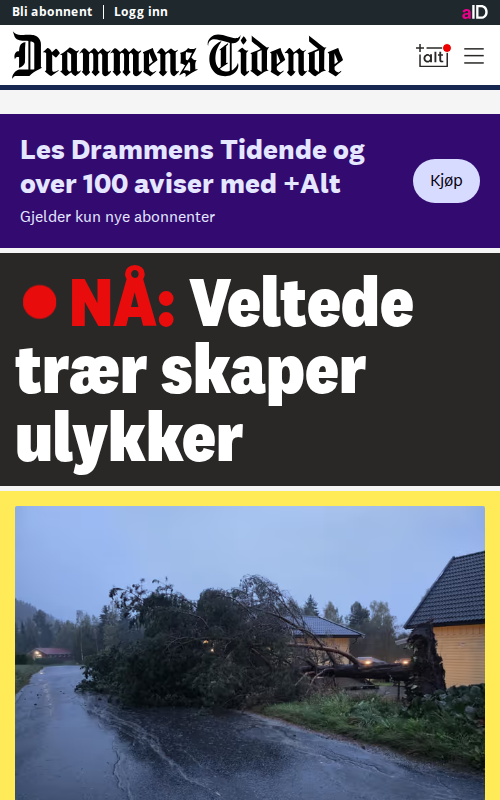 Bli abonnent
Logg inn
aID
Drammens Tidende
+alt
Les Drammens Tidende og
over 100 aviser med +Alt
Gjelder kun nye abonnenter
Kjøp
NÅ: Veltede
trær skaper
ulykker